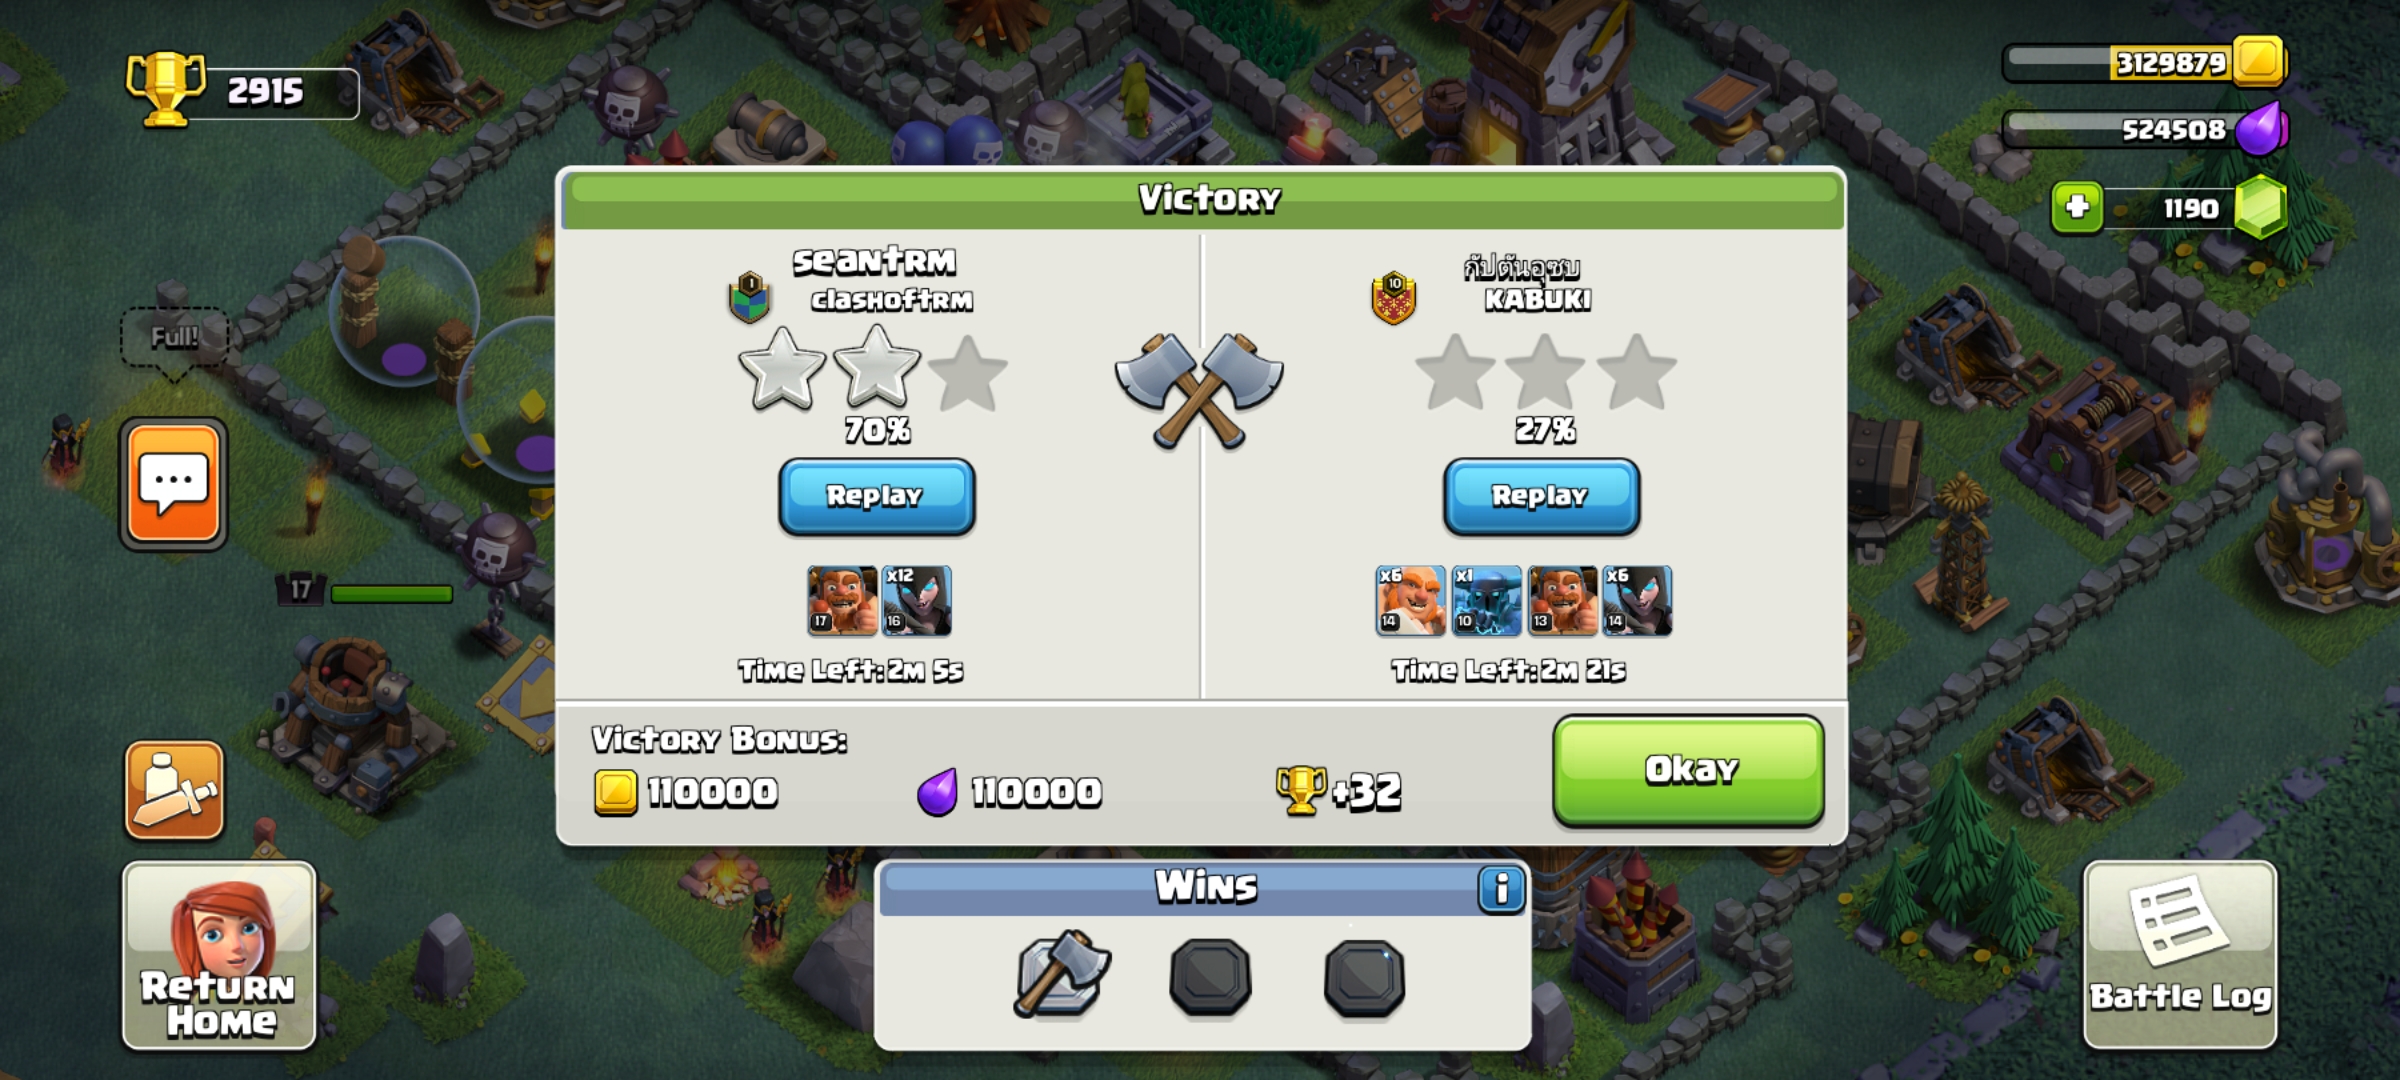 2915
3129879
524508
1190
Full!
17
Victory
seantrm
1
clashoftrm
70%
Replay
17
x12
16
Time Left:2m 5s
กัปตันอูซบ
10
KABUKI
27%
Replay
x6
14
x1
10
13
x6
14
Time Left:2m 21s
Victory Bonus:
110000
110000
+32
Okay
Wins
i
Return
Home
Battle Log